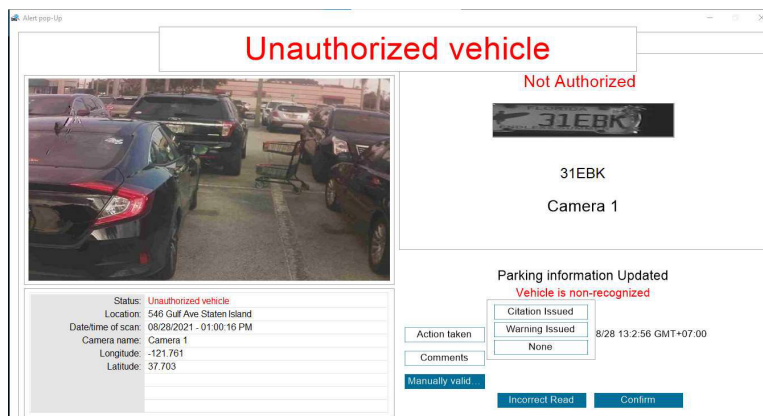 Alert pop-Up
Unauthorized vehicle
Not Authorized
FLORIDA
31EBK
31EBK
Camera 1
Parking information Updated
Vehicle is non-recognized
Status: Unauthorized vehicle
Location: 546 Gulf Ave Staten Island
Date/time of scan: 08/28/2021 - 01:00:16 PM
Camera name: Camera 1
Longitude: -121.761
Latitude: 37.703
Action taken
Citation Issued
Warning Issued
None
8/28 13:2:56 GMT+07:00
Comments
Manually valid...
Incorrect Read
Confirm